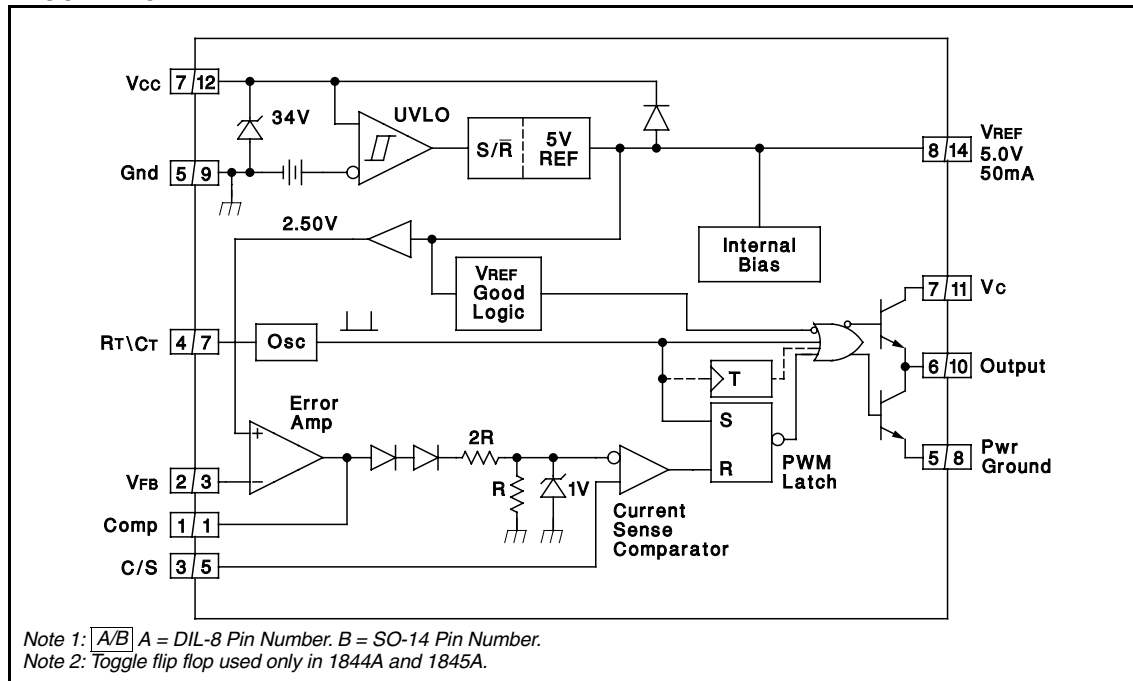 Vcc 7 12
34V
UVLO
S/R̅
5V
REF
8 14
VREF
5.0V
50mA
Gnd 5 9
2.50V
Internal
Bias
VREF
Good
Logic
7 11 Vc
RT\CT 4 7
Osc
T
6 10 Output
Error
Amp
+
−
2R
R
1V
S
R
PWM
Latch
5 8
Pwr
Ground
VFB 2 3
Comp 1 1
Current
Sense
Comparator
C/S 3 5
Note 1: A/B A = DIL-8 Pin Number. B = SO-14 Pin Number.
Note 2: Toggle flip flop used only in 1844A and 1845A.